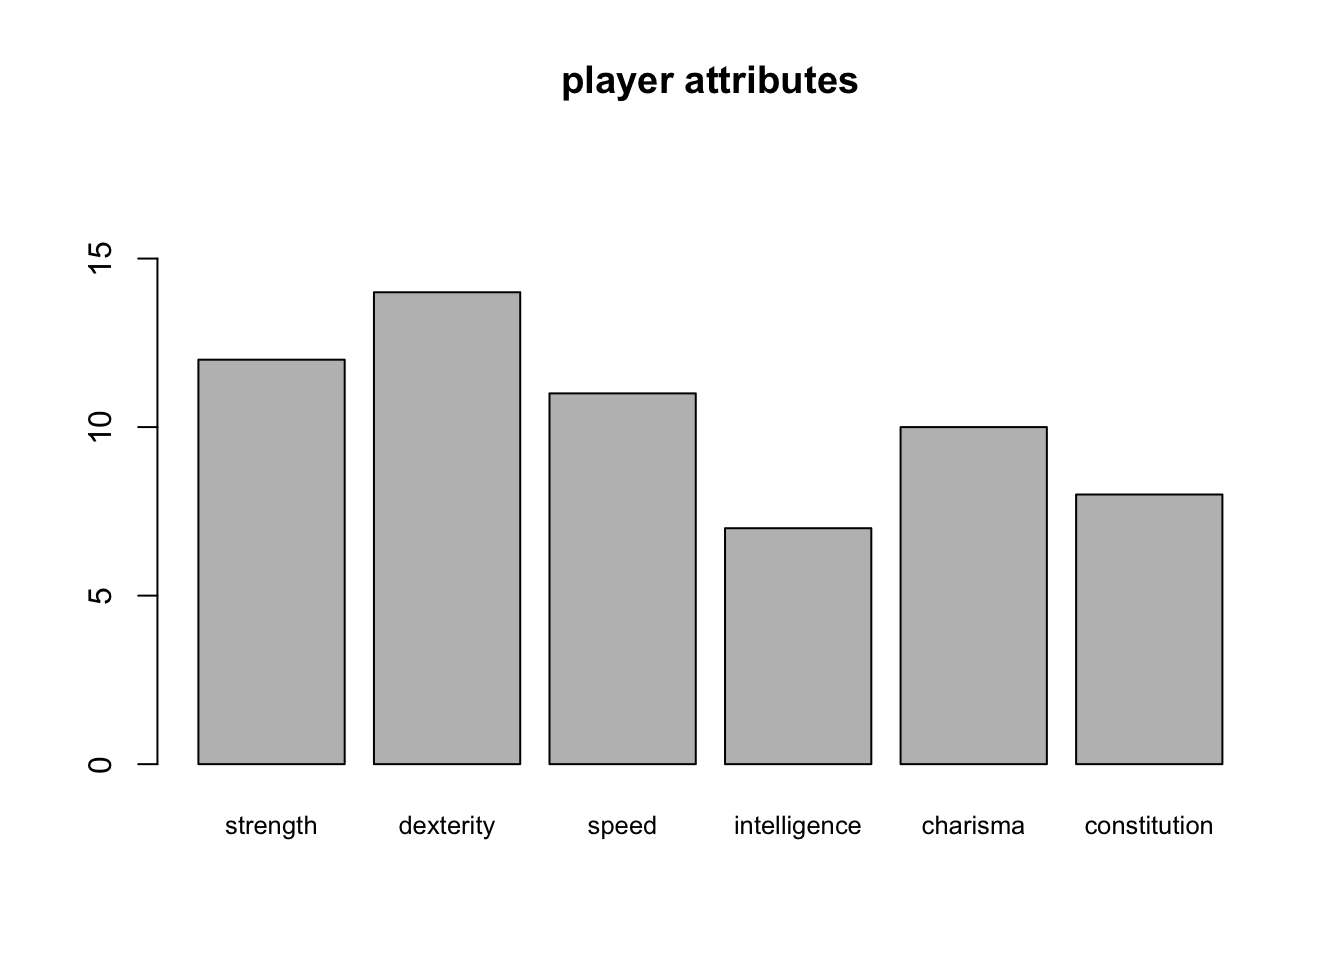 player attributes
15
10
5
0
strength dexterity speed intelligence charisma constitution